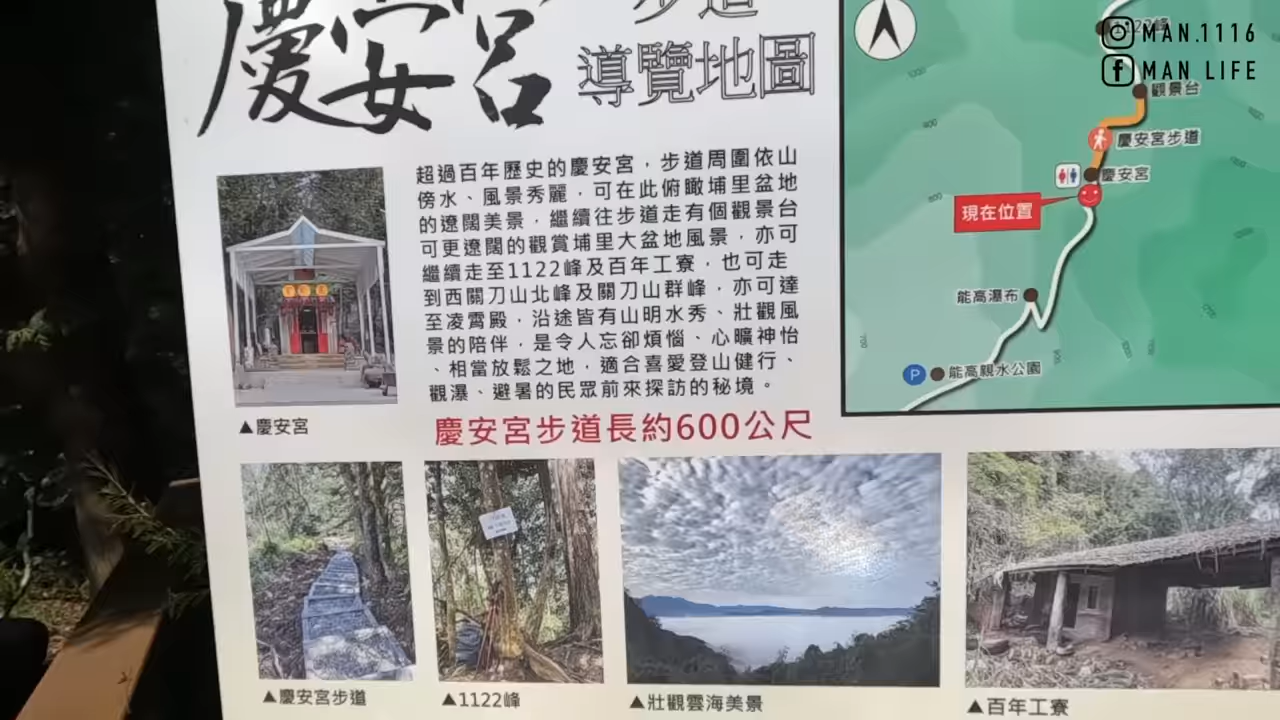 慶安宮
步道
導覽地圖
MAN.1116
MAN LIFE
超過百年歷史的慶安宮，步道周圍依山
傍水、風景秀麗，可在此俯瞰埔里盆地
的遼闊美景，繼續往步道走有個觀景台
可更遼闊的觀賞埔里大盆地風景，亦可
繼續走至1122峰及百年工寮，也可走
到西關刀山北峰及關刀山群峰，亦可達
至凌霄殿，沿途皆有山明水秀、壯觀風
景的陪伴，是令人忘卻煩惱、心曠神怡
、相當放鬆之地，適合喜愛登山健行、
觀瀑、避暑的民眾前來探訪的秘境。
慶安宮步道長約600公尺
觀景台
慶安宮步道
慶安宮
現在位置
能高瀑布
P
能高親水公園
▲慶安宮
▲慶安宮步道
▲1122峰
▲壯觀雲海美景
▲百年工寮